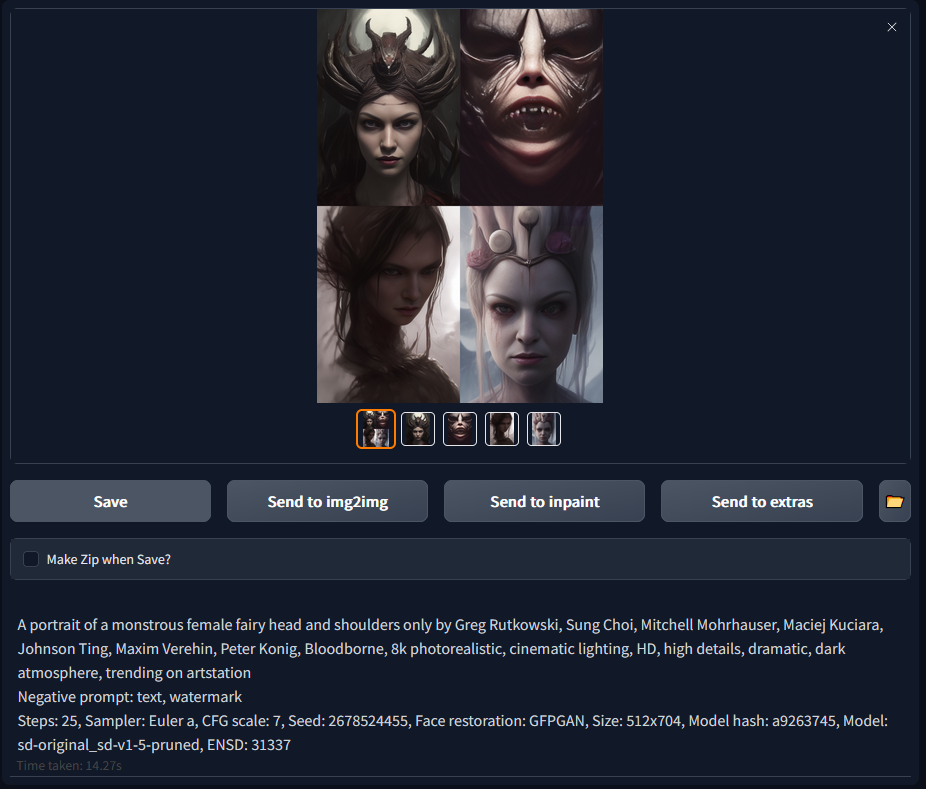 Save
Send to img2img
Send to inpaint
Send to extras
Make Zip when Save?
A portrait of a monstrous female fairy head and shoulders only by Greg Rutkowski, Sung Choi, Mitchell Mohrhauser, Maciej Kuciara,
Johnson Ting, Maxim Verehin, Peter Konig, Bloodborne, 8k photorealistic, cinematic lighting, HD, high details, dramatic, dark
atmosphere, trending on artstation
Negative prompt: text, watermark
Steps: 25, Sampler: Euler a, CFG scale: 7, Seed: 2678524455, Face restoration: GFPGAN, Size: 512x704, Model hash: a9263745, Model:
sd-original_sd-v1-5-pruned, ENSD: 31337
Time taken: 14.27s